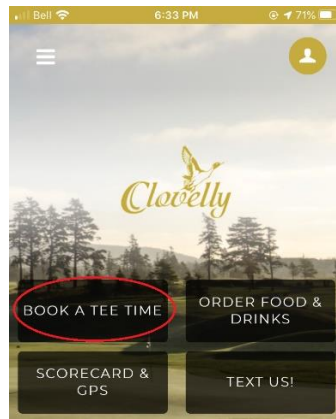 Bell 6:33 PM 71%
Clovelly
BOOK A TEE TIME
ORDER FOOD &
DRINKS
SCORECARD &
GPS
TEXT US!